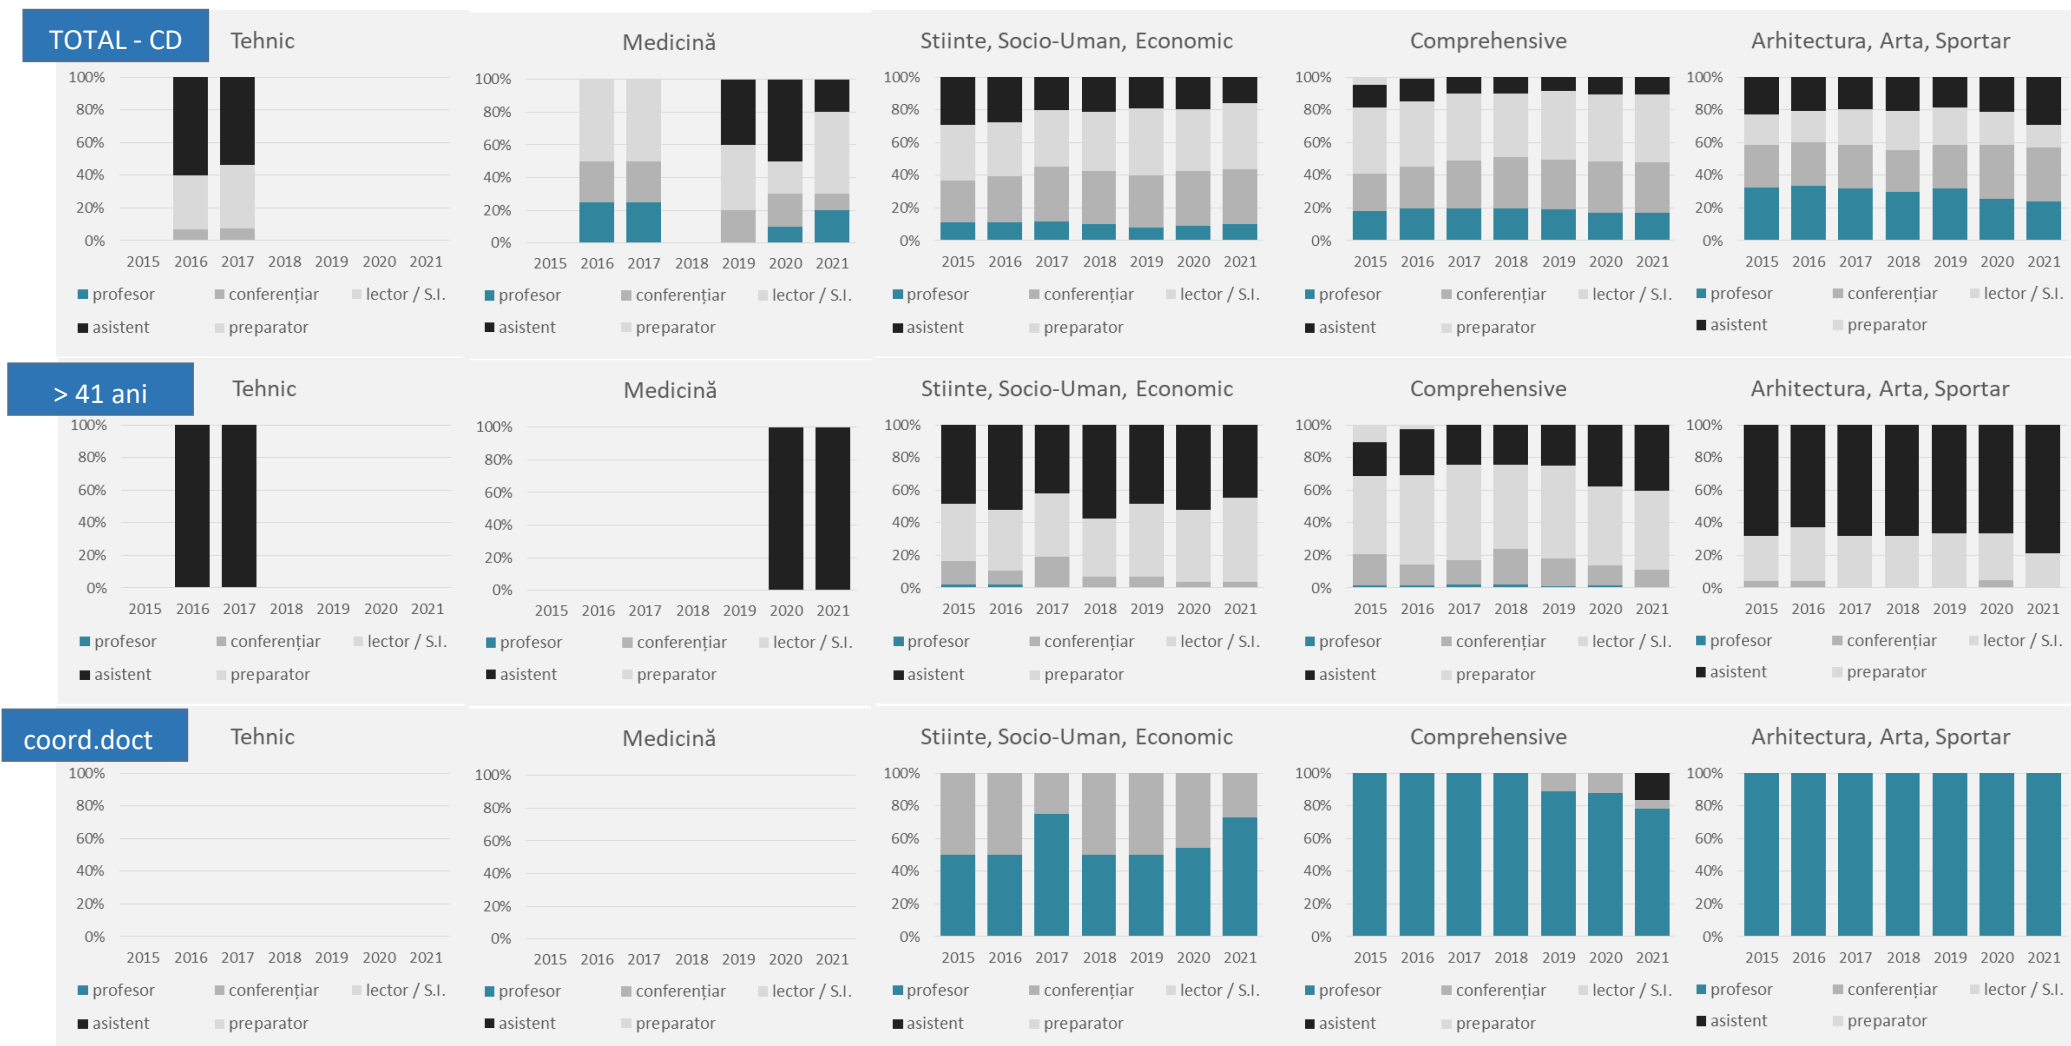 TOTAL - CD
Tehnic
100%
80%
60%
40%
20%
0%
2015 2016 2017 2018 2019 2020 2021
profesor conferențiar lector / S.I.
asistent preparator
Medicină
100%
80%
60%
40%
20%
0%
2015 2016 2017 2018 2019 2020 2021
profesor conferențiar lector / S.I.
asistent preparator
Stiinte, Socio-Uman, Economic
100%
80%
60%
40%
20%
0%
2015 2016 2017 2018 2019 2020 2021
profesor conferențiar lector / S.I.
asistent preparator
Comprehensive
100%
80%
60%
40%
20%
0%
2015 2016 2017 2018 2019 2020 2021
profesor conferențiar lector / S.I.
asistent preparator
Arhitectura, Arta, Sportar
100%
80%
60%
40%
20%
0%
2015 2016 2017 2018 2019 2020 2021
profesor conferențiar lector / S.I.
asistent preparator
> 41 ani
Tehnic
100%
80%
60%
40%
20%
0%
2015 2016 2017 2018 2019 2020 2021
profesor conferențiar lector / S.I.
asistent preparator
Medicină
100%
80%
60%
40%
20%
0%
2015 2016 2017 2018 2019 2020 2021
profesor conferențiar lector / S.I.
asistent preparator
Stiinte, Socio-Uman, Economic
100%
80%
60%
40%
20%
0%
2015 2016 2017 2018 2019 2020 2021
profesor conferențiar lector / S.I.
asistent preparator
Comprehensive
100%
80%
60%
40%
20%
0%
2015 2016 2017 2018 2019 2020 2021
profesor conferențiar lector / S.I.
asistent preparator
Arhitectura, Arta, Sportar
100%
80%
60%
40%
20%
0%
2015 2016 2017 2018 2019 2020 2021
profesor conferențiar lector / S.I.
asistent preparator
coord.doct
Tehnic
100%
80%
60%
40%
20%
0%
2015 2016 2017 2018 2019 2020 2021
profesor conferențiar lector / S.I.
asistent preparator
Medicină
100%
80%
60%
40%
20%
0%
2015 2016 2017 2018 2019 2020 2021
profesor conferențiar lector / S.I.
asistent preparator
Stiinte, Socio-Uman, Economic
100%
80%
60%
40%
20%
0%
2015 2016 2017 2018 2019 2020 2021
profesor conferențiar lector / S.I.
asistent preparator
Comprehensive
100%
80%
60%
40%
20%
0%
2015 2016 2017 2018 2019 2020 2021
profesor conferențiar lector / S.I.
asistent preparator
Arhitectura, Arta, Sportar
100%
80%
60%
40%
20%
0%
2015 2016 2017 2018 2019 2020 2021
profesor conferențiar lector / S.I.
asistent preparator